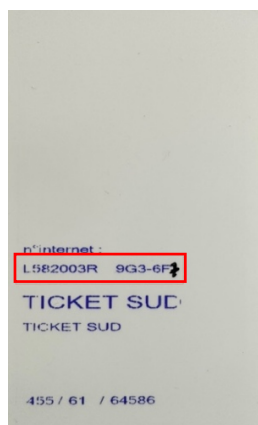 n°internet :
L582003R 9G3-6F
TICKET SUD
TICKET SUD
455 / 61 / 64586